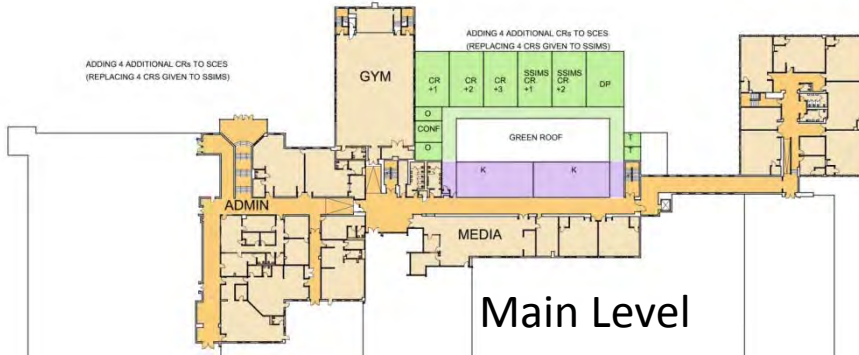 ADDING 4 ADDITIONAL CRs TO SCES
(REPLACING 4 CRS GIVEN TO SSIMS)
ADDING 4 ADDITIONAL CRs TO SCES
(REPLACING 4 CRS GIVEN TO SSIMS)
GYM
CR
+1
CR
+2
CR
+3
SSIMS
CR
+1
SSIMS
CR
+2
DP
O
CONF
O
GREEN ROOF
T
T
K
K
ADMIN
MEDIA
Main Level